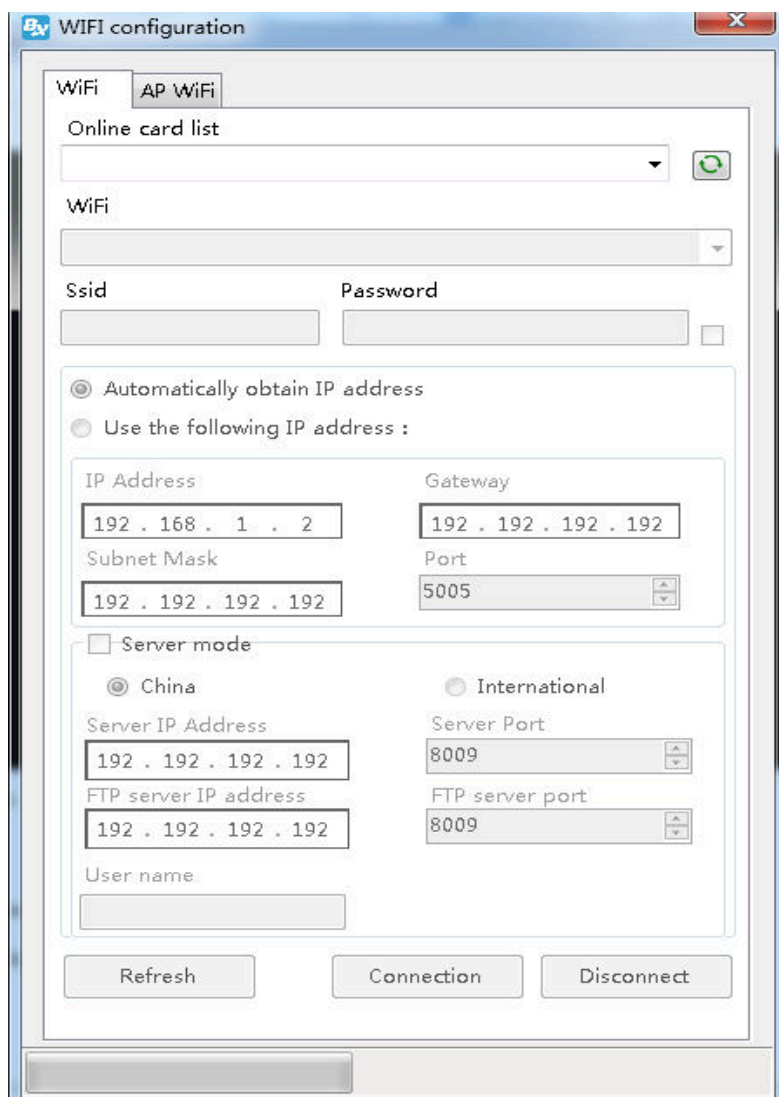 BX WIFI configuration
WiFi AP WiFi
Online card list
WiFi
Ssid Password
Automatically obtain IP address
Use the following IP address :
IP Address Gateway
192 . 168 . 1 . 2 192 . 192 . 192 . 192
Subnet Mask Port
192 . 192 . 192 . 192 5005
Server mode
China International
Server IP Address Server Port
192 . 192 . 192 . 192 8009
FTP server IP address FTP server port
192 . 192 . 192 . 192 8009
User name
Refresh Connection Disconnect